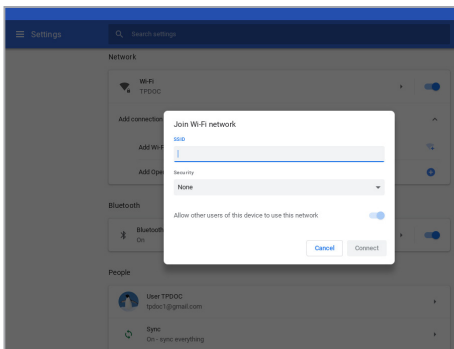 Settings
Search settings
Network
Wi-Fi
TPDOC
Add connection
Add Wi-F
Add Ope
Join Wi-Fi network
SSID
Security
None
Allow other users of this device to use this network
Cancel
Connect
Bluetooth
Bluetooth
On
People
User TPDOC
tpdoc1@gmail.com
Sync
On - sync everything